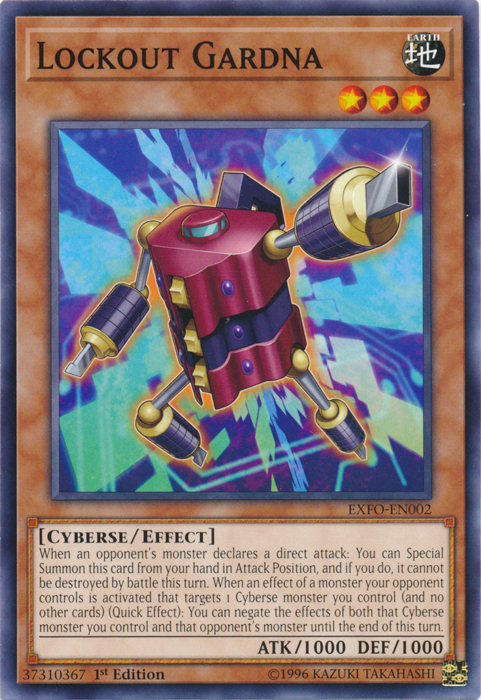 LOCKOUT GARDNA
EARTH
地
EXFO-EN002
[CYBERSE/EFFECT]
When an opponent's monster declares a direct attack: You can Special
Summon this card from your hand in Attack Position, and if you do, it cannot
be destroyed by battle this turn. When an effect of a monster your opponent
controls is activated that targets 1 Cyberse monster you control (and no
other cards) (Quick Effect): You can negate the effects of both that Cyberse
monster you control and that opponent's monster until the end of this turn.
ATK/1000 DEF/1000
37310367 1st Edition ©1996 KAZUKI TAKAHASHI